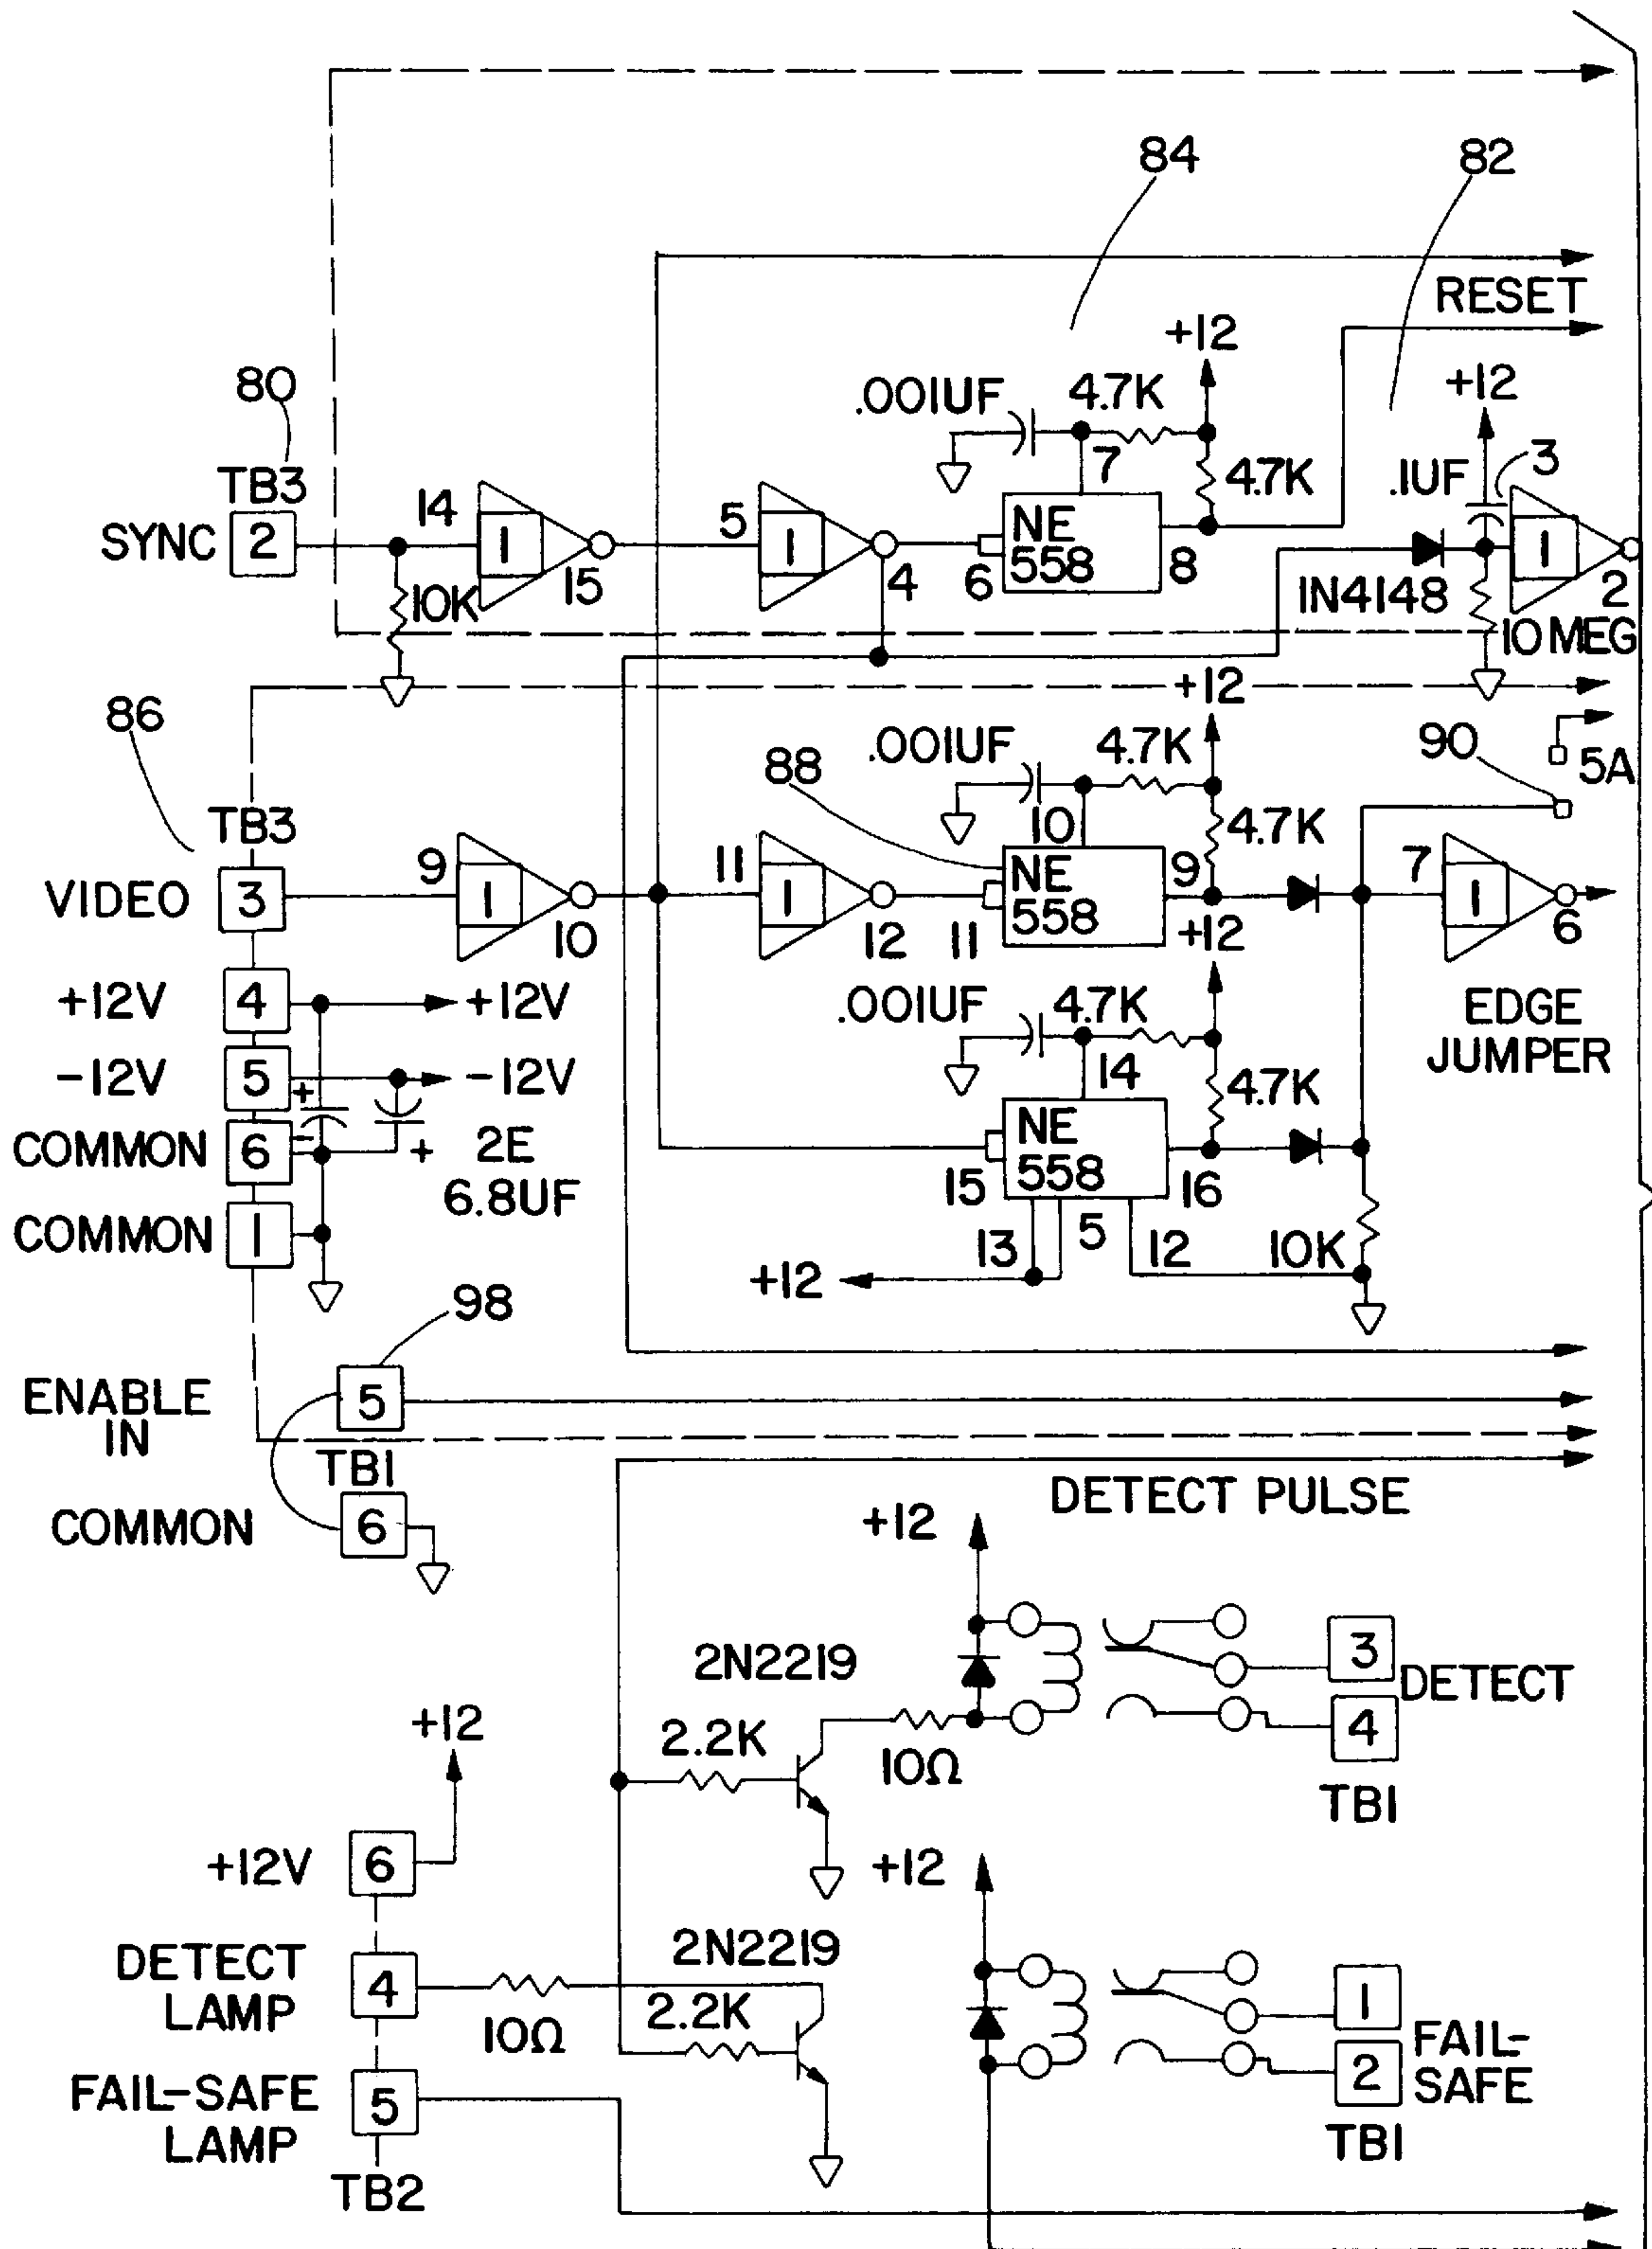 84
82
RESET
+12
80
.001UF
4.7K
+12
TB3
7
4.7K
.1UF
3
SYNC
2
14
1
15
5
1
4
6
NE
558
8
1N4148
1
2
10K
10 MEG
+12
86
.001UF
4.7K
90
5A
88
TB3
10
4.7K
VIDEO
3
9
1
10
11
1
12
11
NE
558
9
7
1
6
+12
+12V
4
+12V
.001UF
4.7K
EDGE
JUMPER
-12V
5
-12V
+
14
4.7K
COMMON
6
-
+
2E
6.8UF
NE
558
15
16
COMMON
1
13
5
12
10K
+12
98
ENABLE
IN
5
TB1
DETECT PULSE
COMMON
6
+12
2N2219
3
DETECT
+12
2.2K
10Ω
4
TB1
+12V
6
+12
2N2219
DETECT
LAMP
4
10Ω
2.2K
1
FAIL-
SAFE
2
FAIL-SAFE
LAMP
5
TB1
TB2